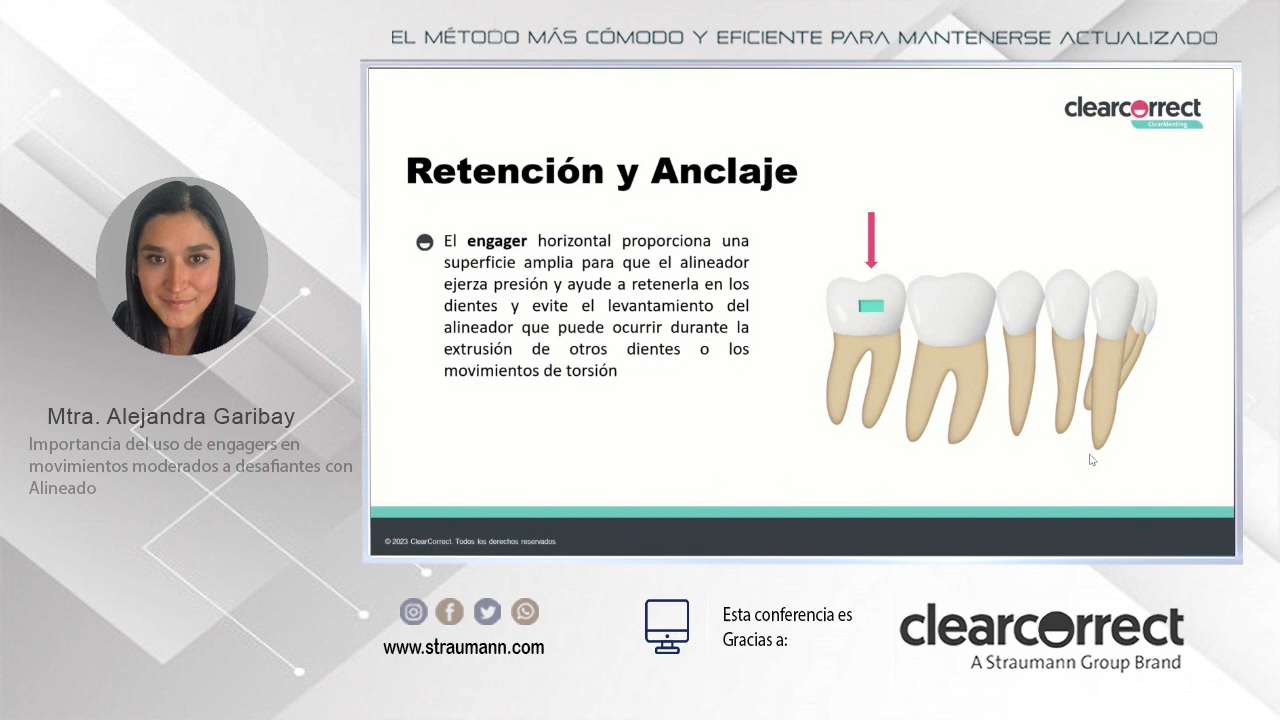 EL MÉTODO MÁS CÓMODO Y EFICIENTE PARA MANTENERSE ACTUALIZADO
clearcorrect
ClearMeeting
Retención y Anclaje
El engager horizontal proporciona una
superficie amplia para que el alineador
ejerza presión y ayude a retenerla en los
dientes y evite el levantamiento del
alineador que puede ocurrir durante la
extrusión de otros dientes o los
movimientos de torsión
© 2023 ClearCorrect. Todos los derechos reservados
Mtra. Alejandra Garibay
Importancia del uso de engagers en
movimientos moderados a desafiantes con
Alineado
www.straumann.com
Esta conferencia es
Gracias a:
clearcorrect
A Straumann Group Brand